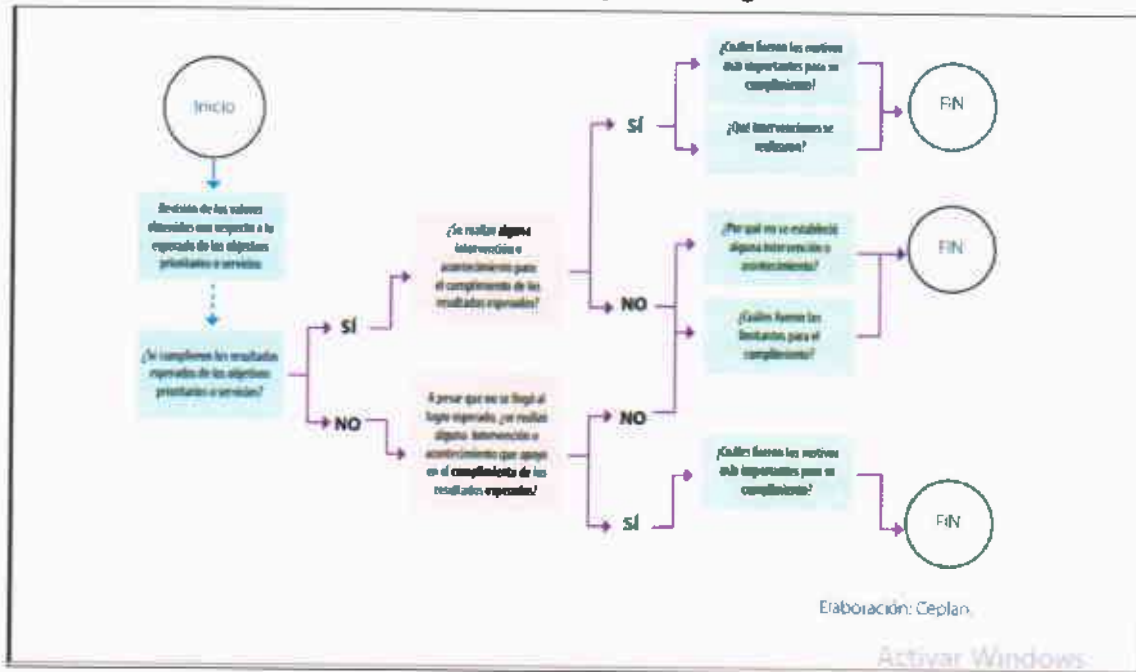 Inicio
Revisión de los valores
obtenidos con respecto a lo
esperado de los objetivos
prioritarios o servicios
¿Se cumplieron los resultados
esperados de los objetivos
prioritarios o servicios?
SÍ
NO
¿Se realizó alguna
intervención o
acontecimiento para
el cumplimiento de los
resultados esperados?
A pesar que no se llegó al
logro esperado, ¿se realizó
alguna intervención o
acontecimiento que apoye
en el cumplimiento de los
resultados esperados?
SÍ
NO
NO
SÍ
¿Cuáles fueron los motivos
más importantes para su
cumplimiento?
¿Qué intervenciones se
realizaron?
¿Por qué no se estableció
alguna intervención o
acontecimiento?
¿Cuáles fueron las
limitantes para el
cumplimiento?
¿Cuáles fueron los motivos
más importantes para su
cumplimiento?
FIN
FIN
FIN
Elaboración: Ceplan.
Activar Windows